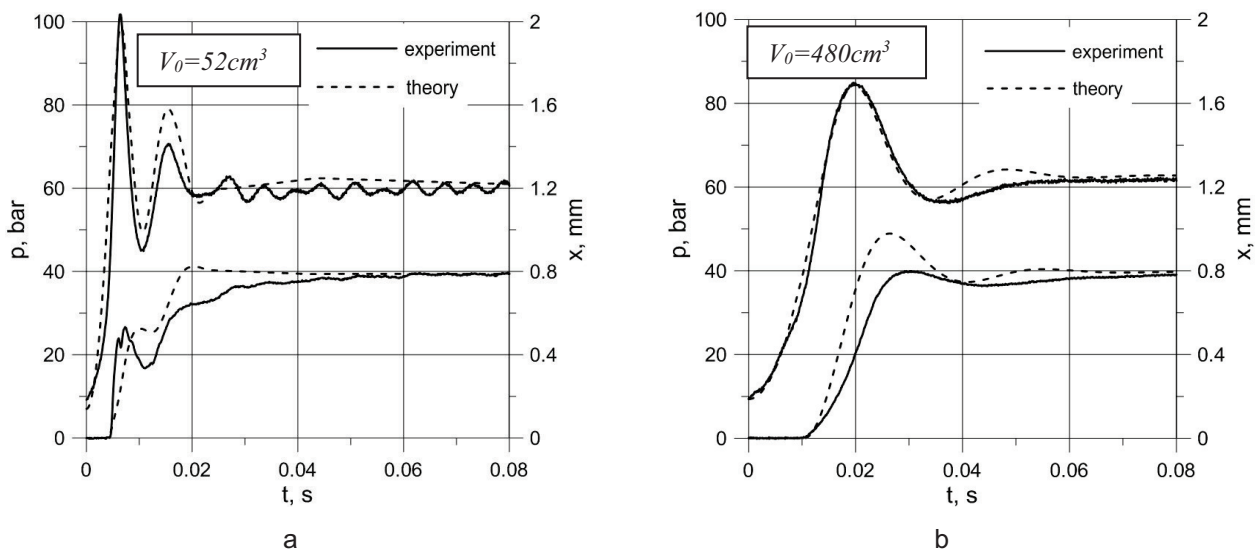 V₀=52cm³
experiment
theory
100
80
60
40
20
0
p, bar
2
1.6
1.2
0.8
0.4
0
x, mm
0 0.02 0.04 0.06 0.08
t, s
a
V₀=480cm³
experiment
theory
100
80
60
40
20
0
p, bar
2
1.6
1.2
0.8
0.4
0
x, mm
0 0.02 0.04 0.06 0.08
t, s
b